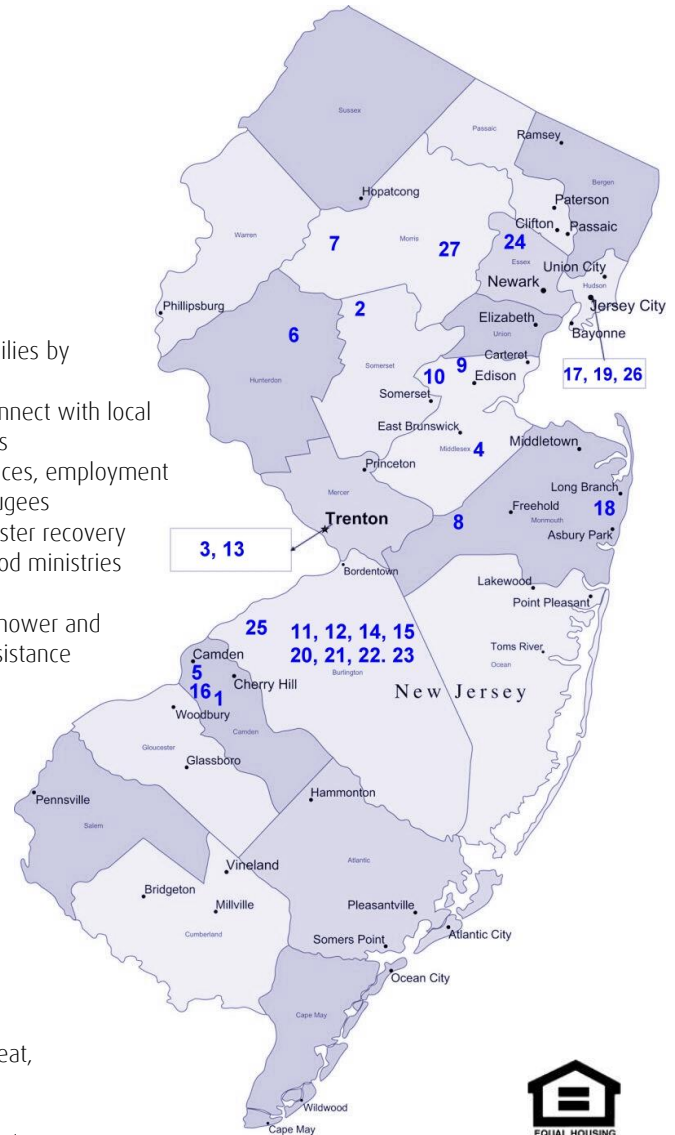 Sussex
Passaic
Ramsey
Bergen
Hopatcong
Paterson
Warren
7
Morris
27
Clifton
Passaic
24
Essex
Union City
Newark
Hudson
Jersey City
Phillipsburg
2
Elizabeth
Union
Bayonne
6
Carteret
ilies by
Hunterdon
Somerset
10
9
Edison
17, 19, 26
nnect with local
Somerset
s
East Brunswick
Middlesex
4
Middletown
ces, employment
Princeton
ugees
Mercer
Long Branch
Freehold
18
Trenton
8
Monmouth
ster recovery
Asbury Park
3, 13
od ministries
Bordentown
Lakewood
Point Pleasant
hower and
25
11, 12, 14, 15
Toms River
sistance
Camden
20, 21, 22. 23
Ocean
5
Burlington
Cherry Hill
16
1
New Jersey
Woodbury
Camden
Gloucester
Glassboro
Pennsville
Hammonton
Salem
Atlantic
Vineland
Bridgeton
Millville
Pleasantville
Cumberland
Somers Point
Atlantic City
Ocean City
Cape May
eat,
Wildwood
Cape May
EQUAL HOUSING